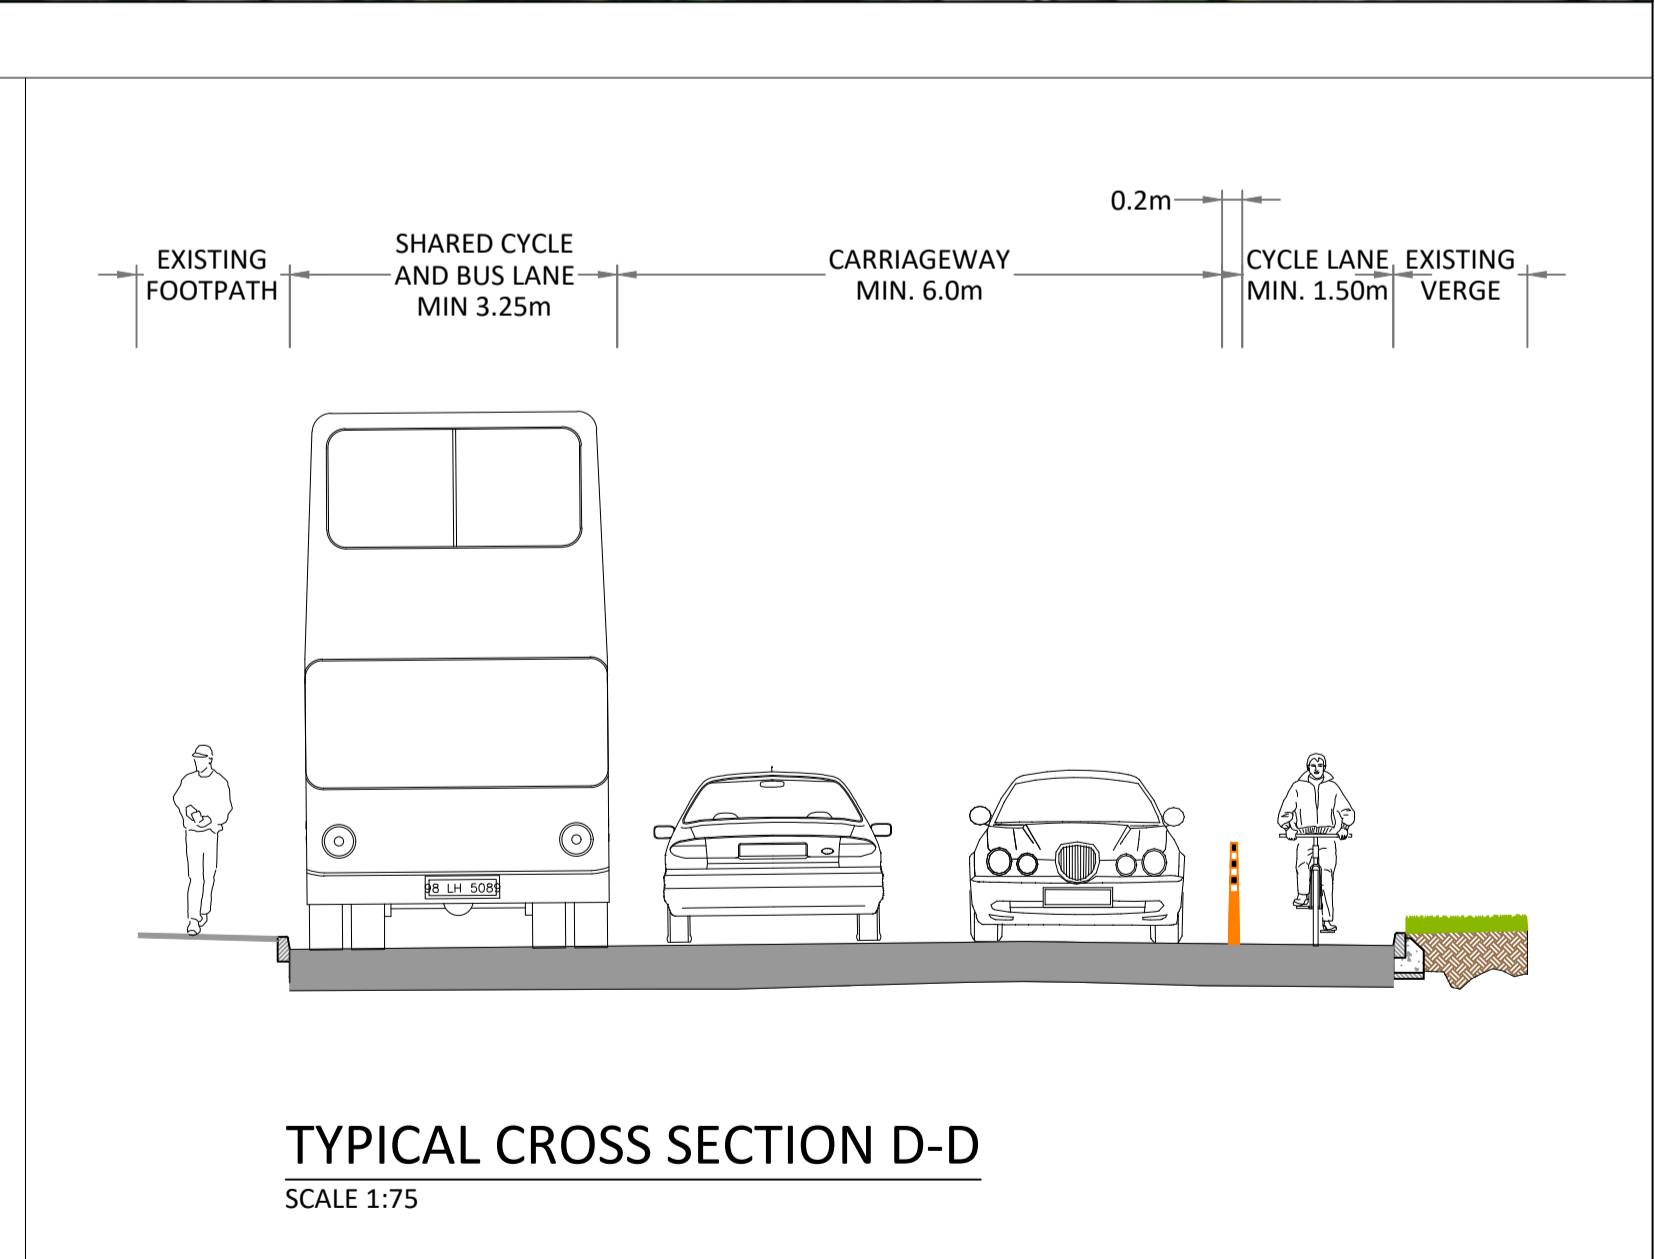 0.2m
EXISTING
FOOTPATH
SHARED CYCLE
AND BUS LANE
MIN 3.25m
CARRIAGEWAY
MIN. 6.0m
CYCLE LANE
MIN. 1.50m
EXISTING
VERGE
98 LH 5089
TYPICAL CROSS SECTION D-D
SCALE 1:75